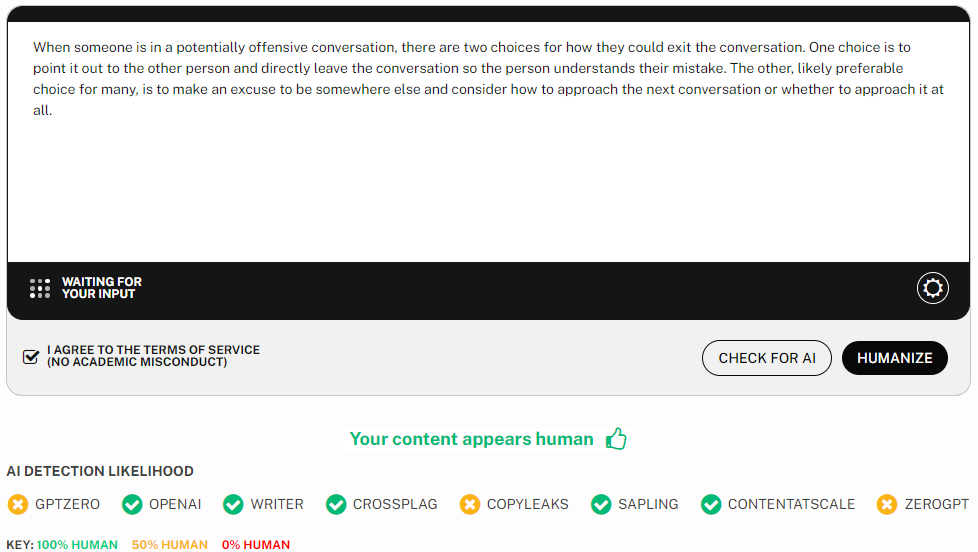 When someone is in a potentially offensive conversation, there are two choices for how they could exit the conversation. One choice is to
point it out to the other person and directly leave the conversation so the person understands their mistake. The other, likely preferable
choice for many, is to make an excuse to be somewhere else and consider how to approach the next conversation or whether to approach it at
all.
WAITING FOR
YOUR INPUT
I AGREE TO THE TERMS OF SERVICE
(NO ACADEMIC MISCONDUCT)
CHECK FOR AI
HUMANIZE
Your content appears human
AI DETECTION LIKELIHOOD
GPTZERO OPENAI WRITER CROSSPLAG COPYLEAKS SAPLING CONTENTATSCALE ZEROGPT
KEY: 100% HUMAN 50% HUMAN 0% HUMAN